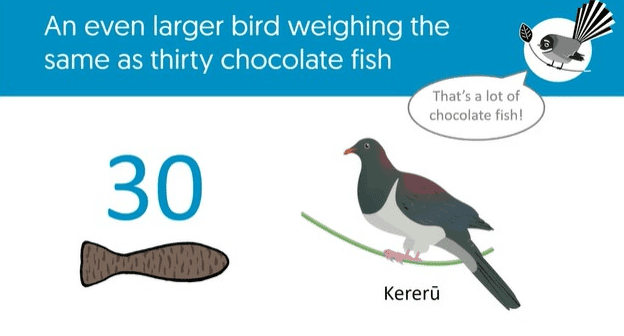 An even larger bird weighing the
same as thirty chocolate fish
That's a lot of
chocolate fish!
30
Kererū